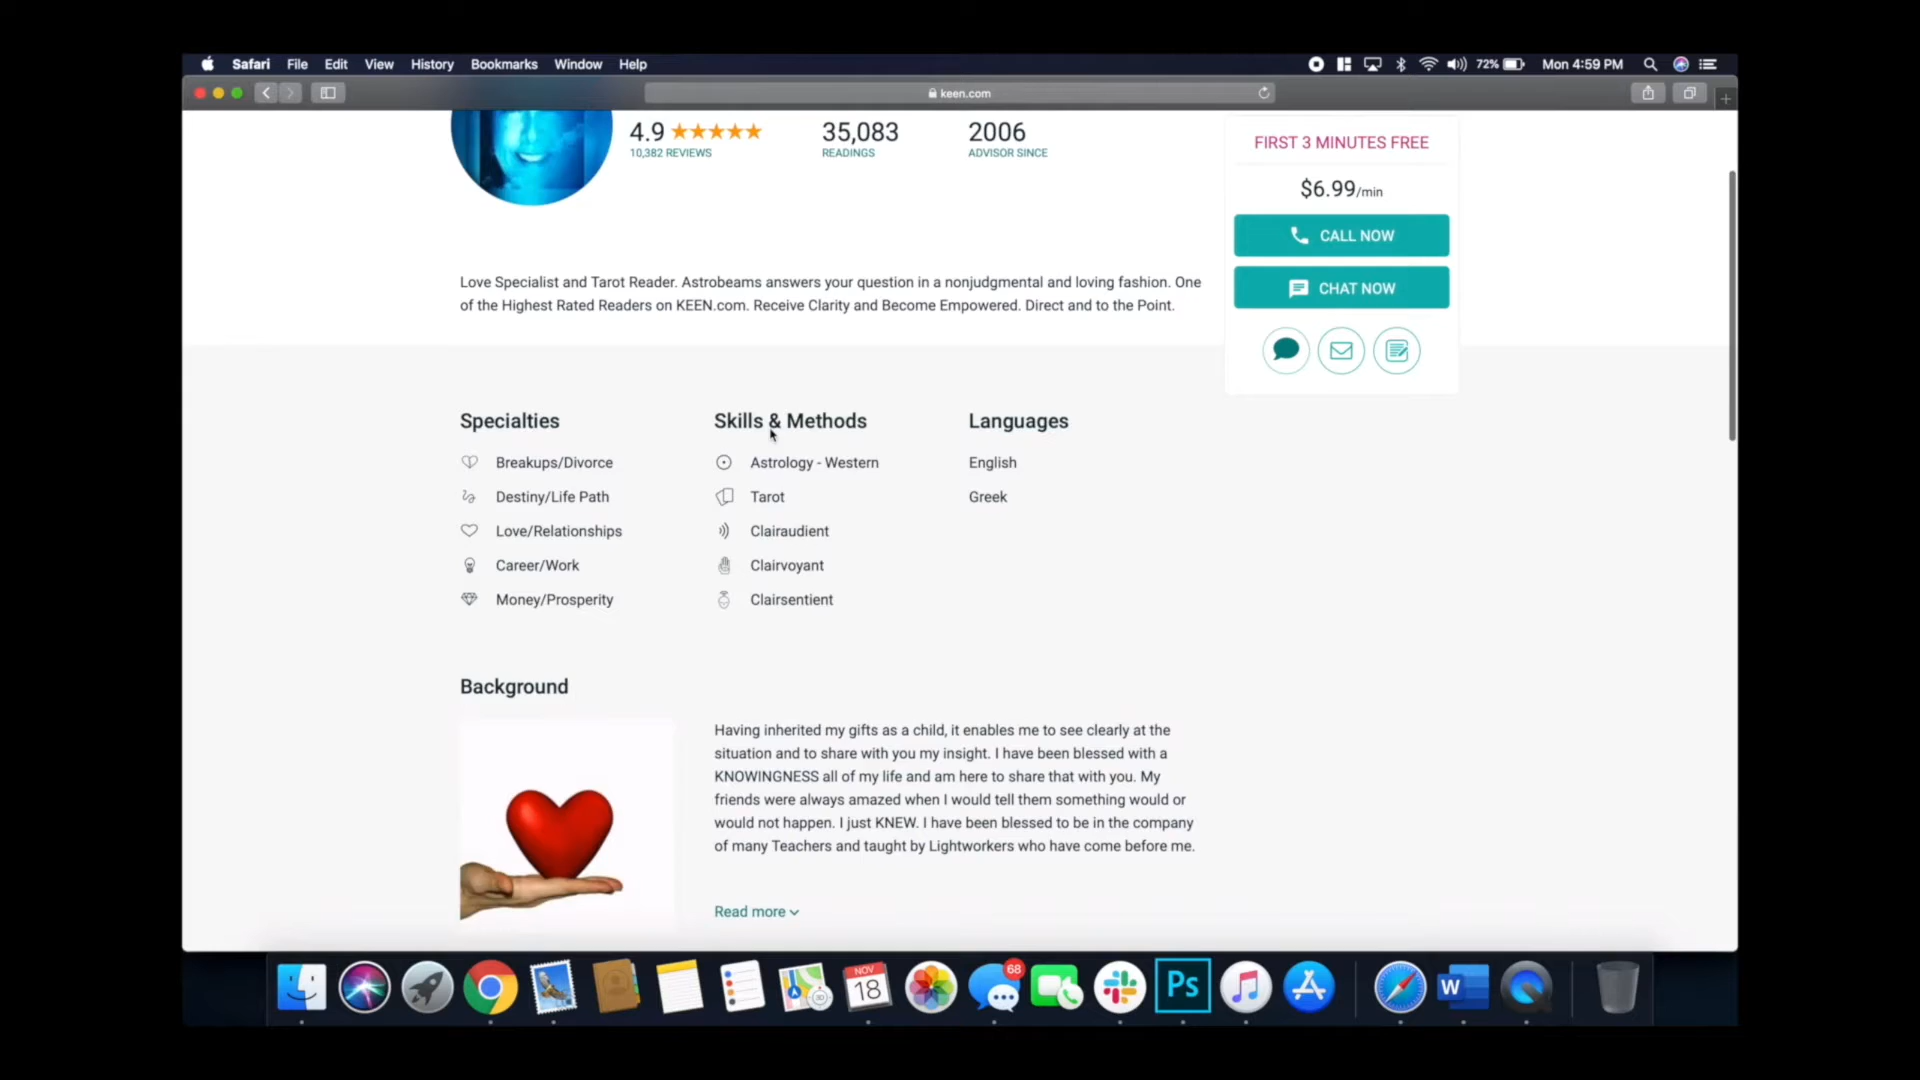 Safari File Edit View History Bookmarks Window Help 72% Mon 4:59 PM
keen.com
4.9 35,083 2006
10,382 REVIEWS READINGS ADVISOR SINCE
FIRST 3 MINUTES FREE
$6.99/min
CALL NOW
CHAT NOW
Love Specialist and Tarot Reader. Astrobeams answers your question in a nonjudgmental and loving fashion. One
of the Highest Rated Readers on KEEN.com. Receive Clarity and Become Empowered. Direct and to the Point.
Specialties
Breakups/Divorce
Destiny/Life Path
Love/Relationships
Career/Work
Money/Prosperity
Skills & Methods
Astrology - Western
Tarot
Clairaudient
Clairvoyant
Clairsentient
Languages
English
Greek
Background
Having inherited my gifts as a child, it enables me to see clearly at the
situation and to share with you my insight. I have been blessed with a
KNOWINGNESS all of my life and am here to share that with you. My
friends were always amazed when I would tell them something would or
would not happen. I just KNEW. I have been blessed to be in the company
of many Teachers and taught by Lightworkers who have come before me.
Read more
NOV
18
68
Ps
W